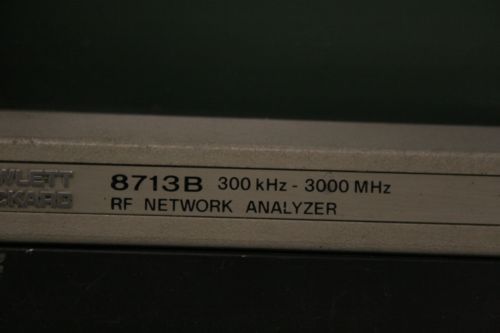 WLETT 8713B 300 kHz - 3000 MHz
CKARD RF NETWORK ANALYZER